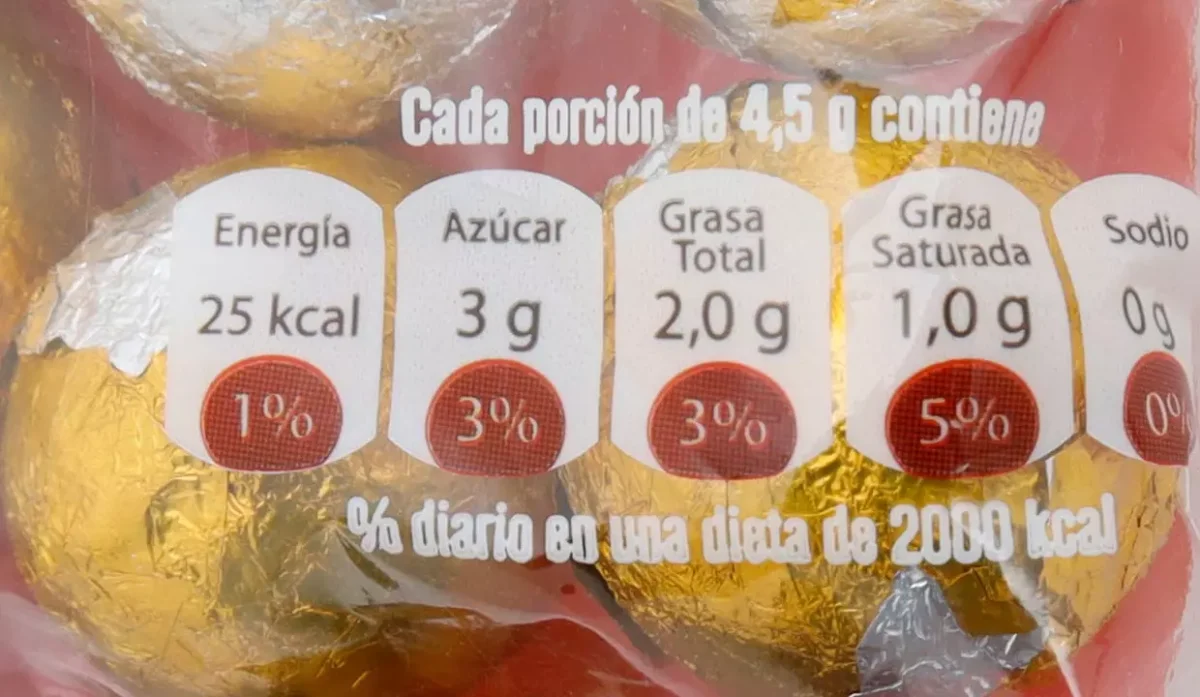 Cada porción de 4,5 g contiene
Energía
25 kcal
1%
Azúcar
3 g
3%
Grasa
Total
2,0 g
3%
Grasa
Saturada
1,0 g
5%
Sodio
0g
0%
% diario en una dieta de 2000 kcal